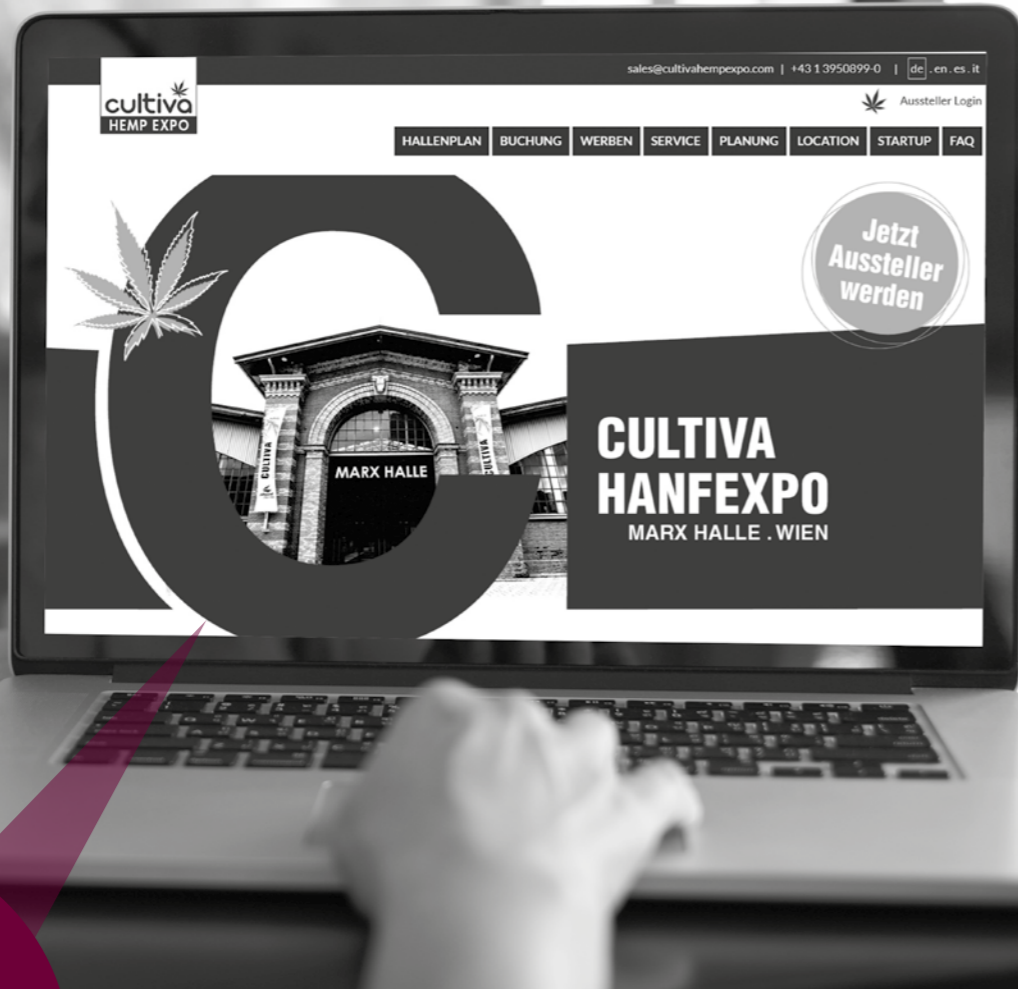 sales@cultivahempexpo.com | +43 1 3950899-0 | de . en . es . it
cultiva
HEMP EXPO
Aussteller Login
HALLENPLAN BUCHUNG WERBEN SERVICE PLANUNG LOCATION STARTUP FAQ
Jetzt
Aussteller
werden
CULTIVA
CULTIVA
MARX HALLE
CULTIVA
HANFEXPO
MARX HALLE . WIEN